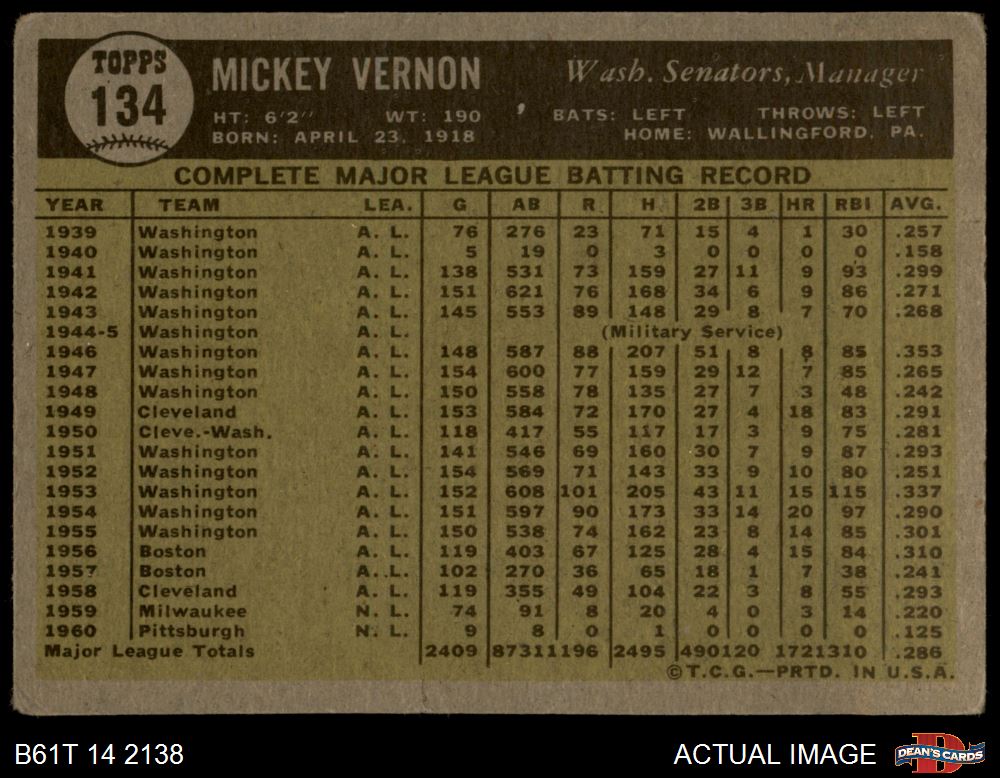 TOPPS
134
MICKEY VERNON
Wash. Senators, Manager
HT: 6'2" WT: 190 BATS: LEFT THROWS: LEFT
BORN: APRIL 23, 1918 HOME: WALLINGFORD, PA.
COMPLETE MAJOR LEAGUE BATTING RECORD
YEAR TEAM LEA. G AB R H 2B 3B HR RBI AVG.
1939 Washington A. L. 76 276 23 71 15 4 1 30 .257
1940 Washington A. L. 5 19 0 3 0 0 0 0 .158
1941 Washington A. L. 138 531 73 159 27 11 9 93 .299
1942 Washington A. L. 151 621 76 168 34 6 9 86 .271
1943 Washington A. L. 145 553 89 148 29 8 7 70 .268
1944-5 Washington A. L. (Military Service)
1946 Washington A. L. 148 587 88 207 51 8 8 85 .353
1947 Washington A. L. 154 600 77 159 29 12 7 85 .265
1948 Washington A. L. 150 558 78 135 27 7 3 48 .242
1949 Cleveland A. L. 153 584 72 170 27 4 18 83 .291
1950 Cleve.-Wash. A. L. 118 417 55 117 17 3 9 75 .281
1951 Washington A. L. 141 546 69 160 30 7 9 87 .293
1952 Washington A. L. 154 569 71 143 33 9 10 80 .251
1953 Washington A. L. 152 608 101 205 43 11 15 115 .337
1954 Washington A. L. 151 597 90 173 33 14 20 97 .290
1955 Washington A. L. 150 538 74 162 23 8 14 85 .301
1956 Boston A. L. 119 403 67 125 28 4 15 84 .310
1957 Boston A. L. 102 270 36 65 18 1 7 38 .241
1958 Cleveland A. L. 119 355 49 104 22 3 8 55 .293
1959 Milwaukee N. L. 74 91 8 20 4 0 3 14 .220
1960 Pittsburgh N. L. 9 8 0 1 0 0 0 0 .125
Major League Totals 2409 8731 1196 2495 490 120 172 1310 .286
©T.C.G.—PRTD. IN U.S.A.
B61T 14 2138 ACTUAL IMAGE DEAN'S CARDS